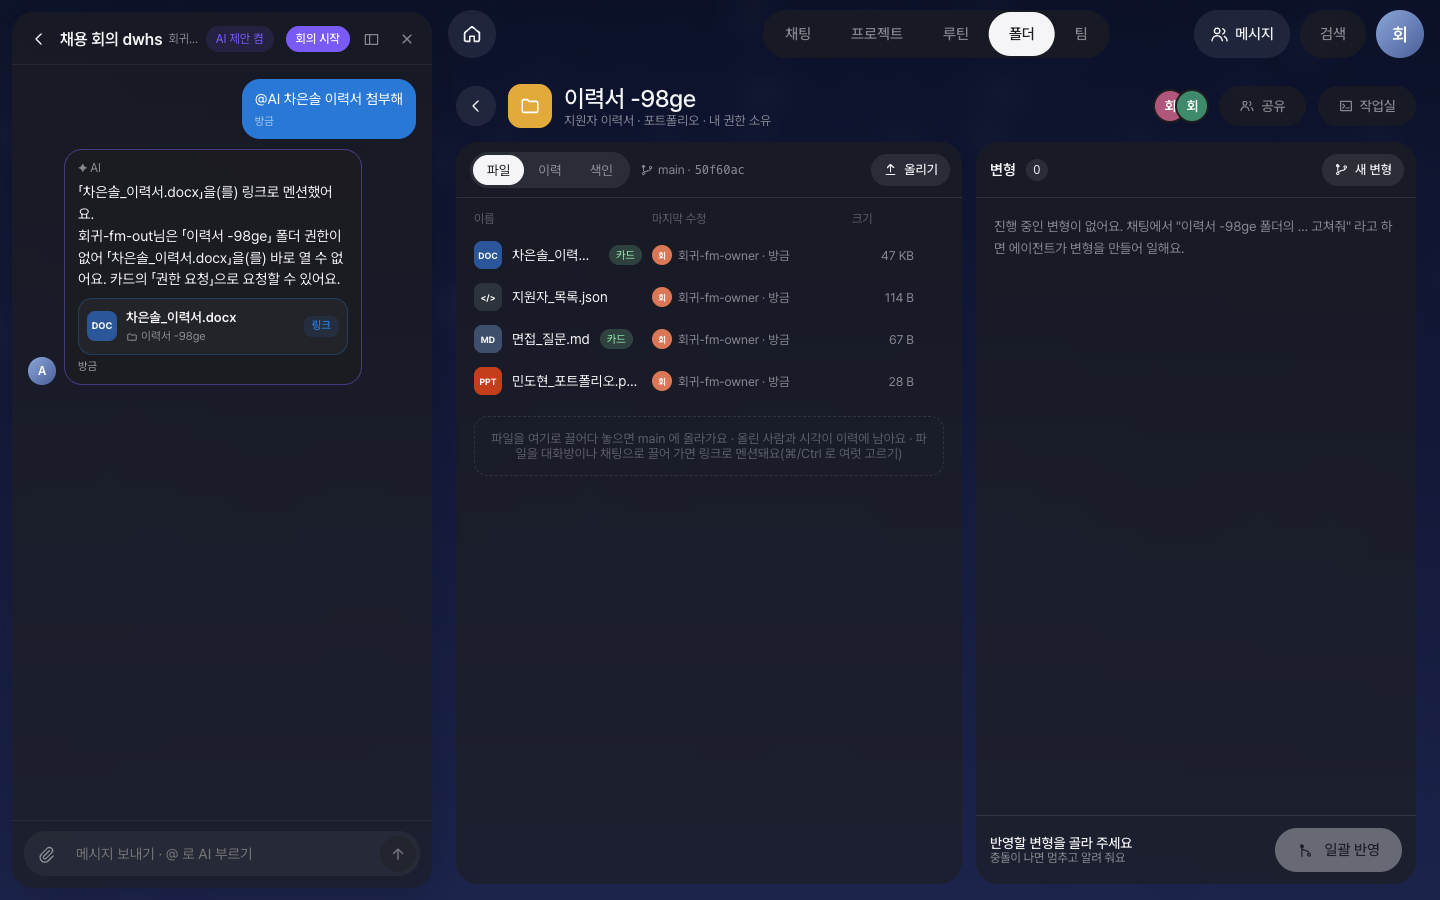 채용 회의 dwhs 회귀... AI 제안 컴 회의 시작
@AI 차은솔 이력서 첨부해
방금
AI
「차은솔_이력서.docx」을(를) 링크로 멘션했어
요.
회귀-fm-out님은 「이력서 -98ge」 폴더 권한이
없어 「차은솔_이력서.docx」을(를) 바로 열 수 없
어요. 카드의 「권한 요청」으로 요청할 수 있어요.
DOC 차은솔_이력서.docx 링크
이력서 -98ge
방금
A
메시지 보내기 · @ 로 AI 부르기
채팅 프로젝트 루틴 폴더 팀
메시지 검색 회
이력서 -98ge
지원자 이력서 · 포트폴리오 · 내 권한 소유
회 회 공유 작업실
파일 이력 색인 main · 50f60ac 올리기
이름 마지막 수정 크기
DOC 차은솔_이력... 카드 회 회귀-fm-owner · 방금 47 KB
</> 지원자_목록.json 회 회귀-fm-owner · 방금 114 B
MD 면접_질문.md 카드 회 회귀-fm-owner · 방금 67 B
PPT 민도현_포트폴리오.p... 회 회귀-fm-owner · 방금 28 B
파일을 여기로 끌어다 놓으면 main 에 올라가요 · 올린 사람과 시각이 이력에 남아요 · 파
일을 대화방이나 채팅으로 끌어 가면 링크로 멘션돼요(⌘/Ctrl 로 여럿 고르기)
변형 0 새 변형
진행 중인 변형이 없어요. 채팅에서 "이력서 -98ge 폴더의 ... 고쳐줘" 라고 하
면 에이전트가 변형을 만들어 일해요.
반영할 변형을 골라 주세요
충돌이 나면 멈추고 알려 줘요
일괄 반영